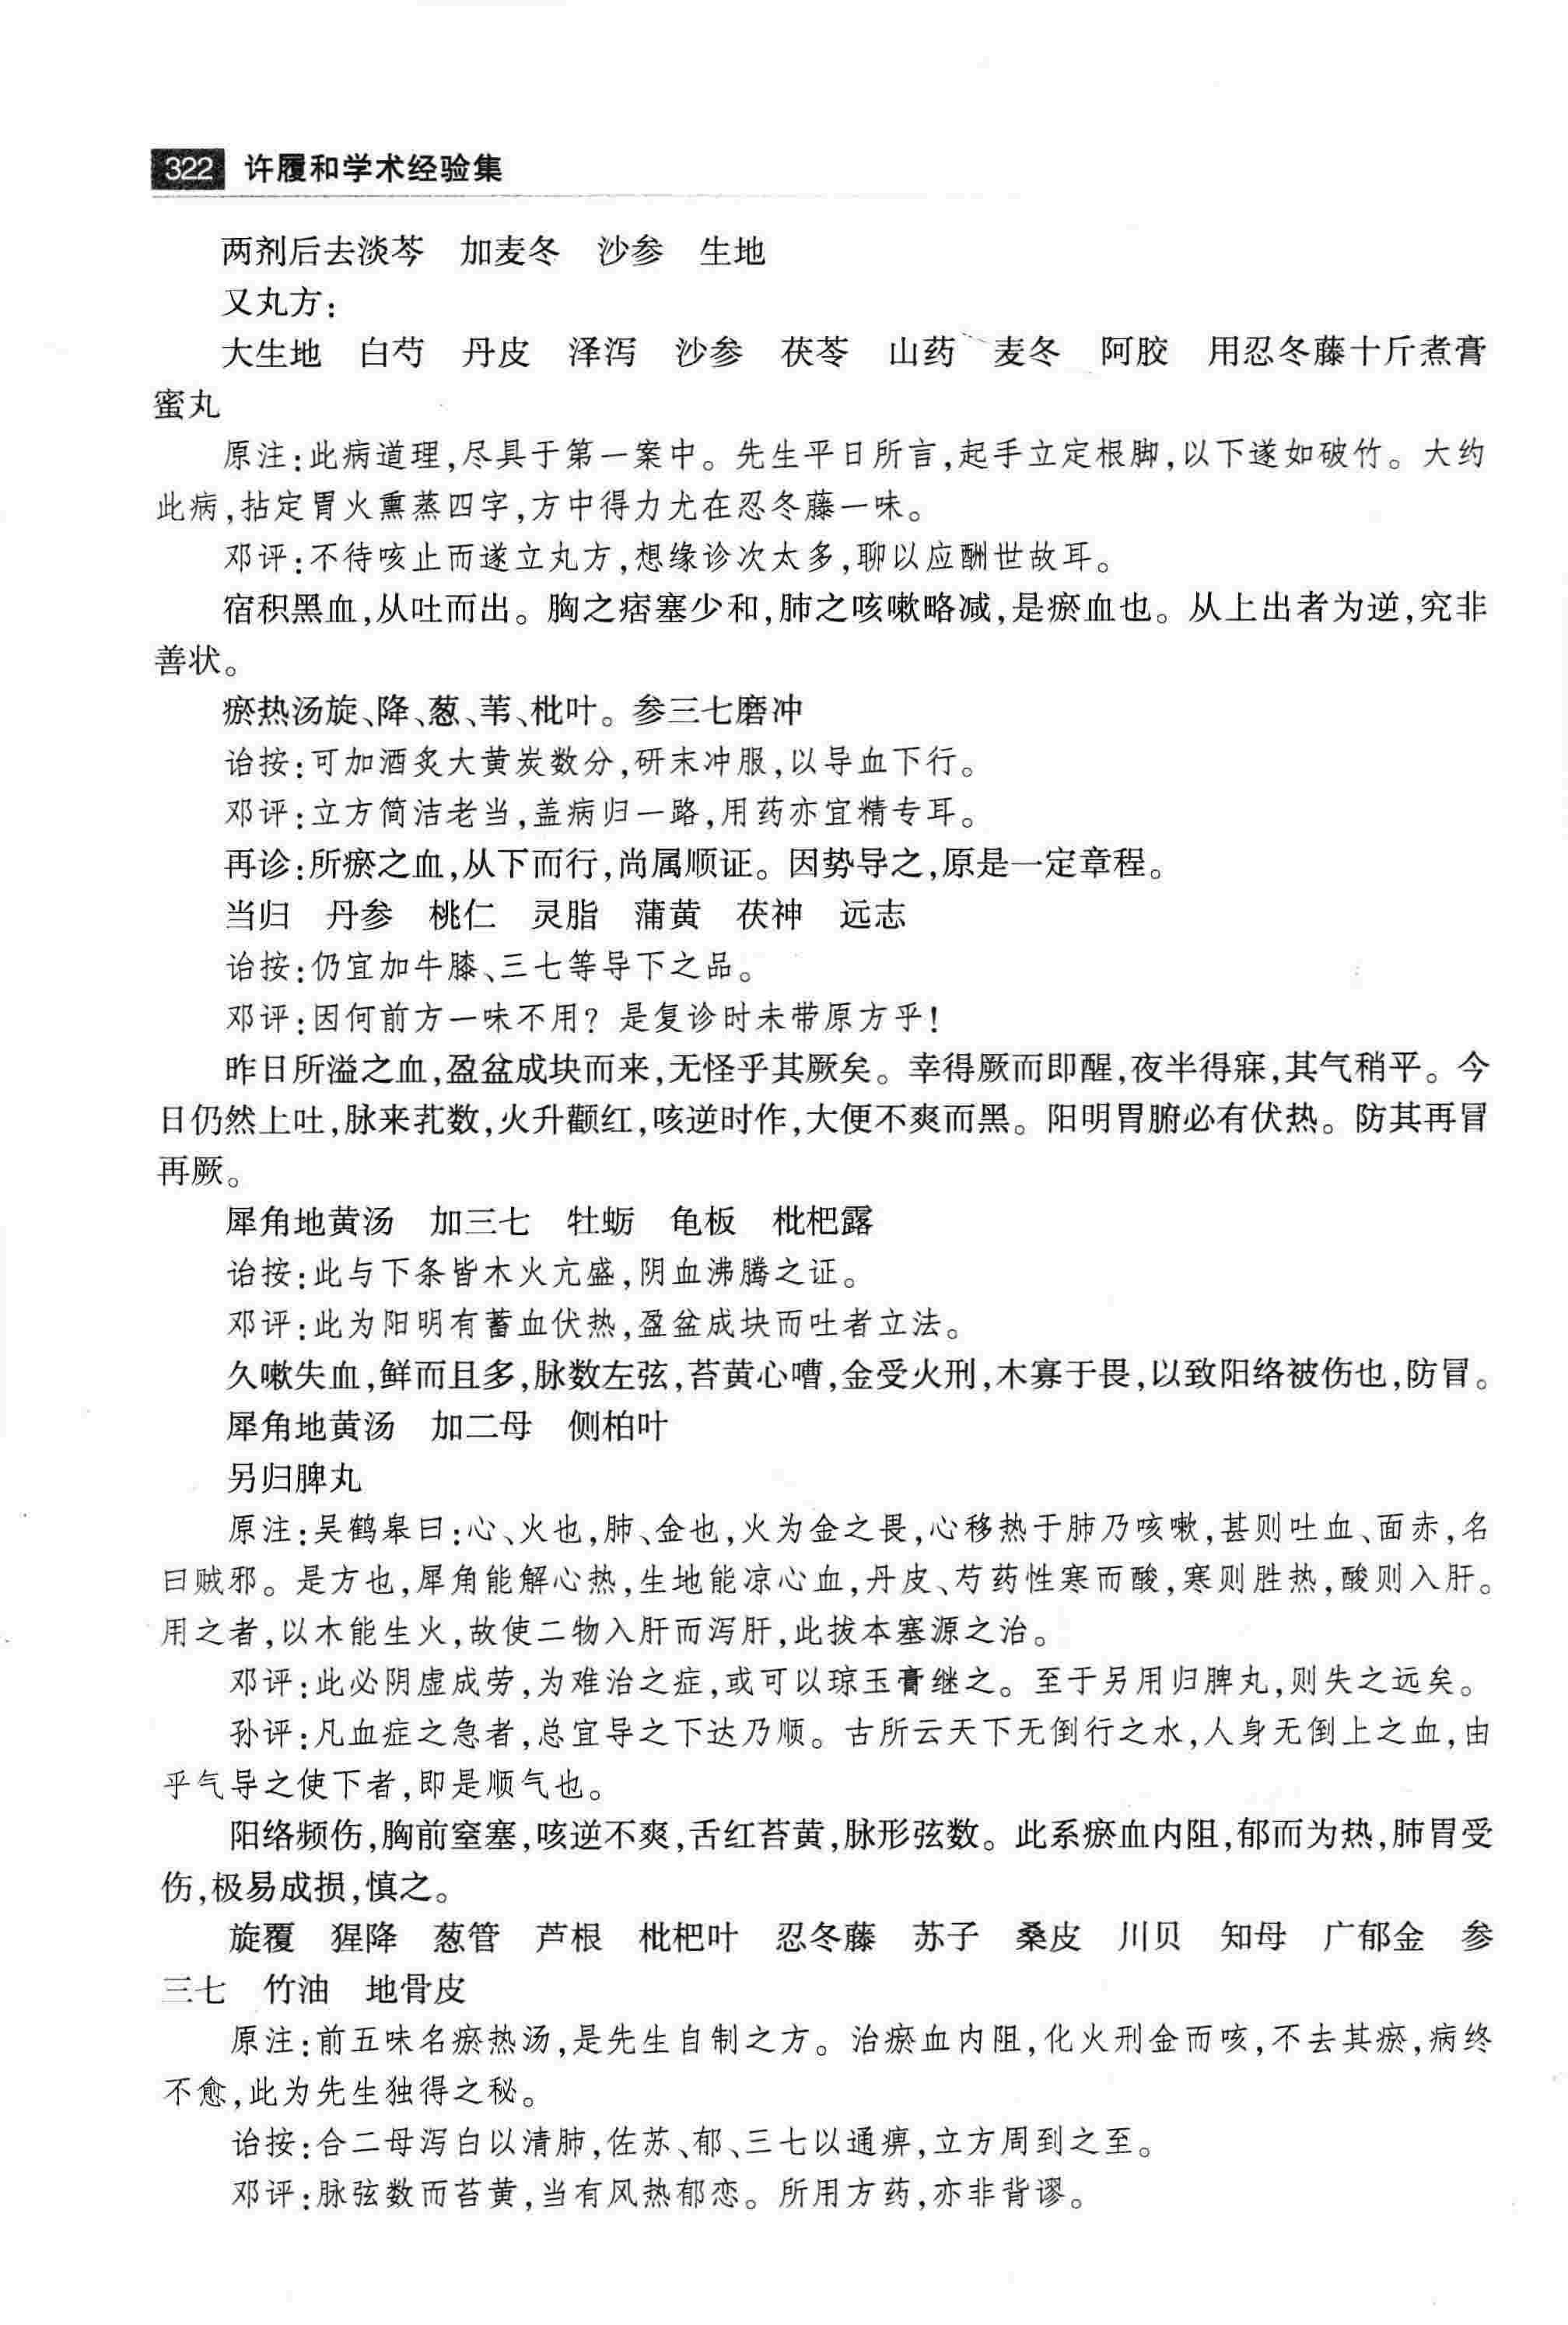 322 许履和学术经验集
两剂后去淡芩 加麦冬 沙参 生地
又丸方：
大生地 白芍 丹皮 泽泻 沙参 茯苓 山药 麦冬 阿胶 用忍冬藤十斤煮膏
蜜丸
原注：此病道理，尽具于第一案中。先生平日所言，起手立定根脚，以下遂如破竹。大约
此病，拈定胃火熏蒸四字，方中得力尤在忍冬藤一味。
邓评：不待咳止而遂立丸方，想缘诊次太多，聊以应酬世故耳。
宿积黑血，从吐而出。胸之痞塞少和，肺之咳嗽略减，是瘀血也。从上出者为逆，究非
善状。
瘀热汤旋、降、葱、苇、枇叶。参三七磨冲
诒按：可加酒炙大黄炭数分，研末冲服，以导血下行。
邓评：立方简洁老当，盖病归一路，用药亦宜精专耳。
再诊：所瘀之血，从下而行，尚属顺证。因势导之，原是一定章程。
当归 丹参 桃仁 灵脂 蒲黄 茯神 远志
诒按：仍宜加牛膝、三七等导下之品。
邓评：因何前方一味不用？是复诊时未带原方乎！
昨日所溢之血，盈盆成块而来，无怪乎其厥矣。幸得厥而即醒，夜半得寐，其气稍平。今
日仍然上吐，脉来芤数，火升颧红，咳逆时作，大便不爽而黑。阳明胃腑必有伏热。防其再冒
再厥。
犀角地黄汤 加三七 牡蛎 龟板 枇杷露
诒按：此与下条皆木火亢盛，阴血沸腾之证。
邓评：此为阳明有蓄血伏热，盈盆成块而吐者立法。
久嗽失血，鲜而且多，脉数左弦，苔黄心嘈，金受火刑，木寡于畏，以致阳络被伤也，防冒。
犀角地黄汤 加二母 侧柏叶
另归脾丸
原注：吴鹤皋曰：心、火也，肺、金也，火为金之畏，心移热于肺乃咳嗽，甚则吐血、面赤，名
曰贼邪。是方也，犀角能解心热，生地能凉心血，丹皮、芍药性寒而酸，寒则胜热，酸则入肝。
用之者，以木能生火，故使二物入肝而泻肝，此拔本塞源之治。
邓评：此必阴虚成劳，为难治之症，或可以琼玉膏继之。至于另用归脾丸，则失之远矣。
孙评：凡血症之急者，总宜导之下达乃顺。古所云天下无倒行之水，人身无倒上之血，由
乎气导之使下者，即是顺气也。
阳络频伤，胸前窒塞，咳逆不爽，舌红苔黄，脉形弦数。此系瘀血内阻，郁而为热，肺胃受
伤，极易成损，慎之。
旋覆 猩降 葱管 芦根 枇杷叶 忍冬藤 苏子 桑皮 川贝 知母 广郁金 参
三七 竹油 地骨皮
原注：前五味名瘀热汤，是先生自制之方。治瘀血内阻，化火刑金而咳，不去其瘀，病终
不愈，此为先生独得之秘。
诒按：合二母泻白以清肺，佐苏、郁、三七以通痹，立方周到之至。
邓评：脉弦数而苔黄，当有风热郁恋。所用方药，亦非背谬。